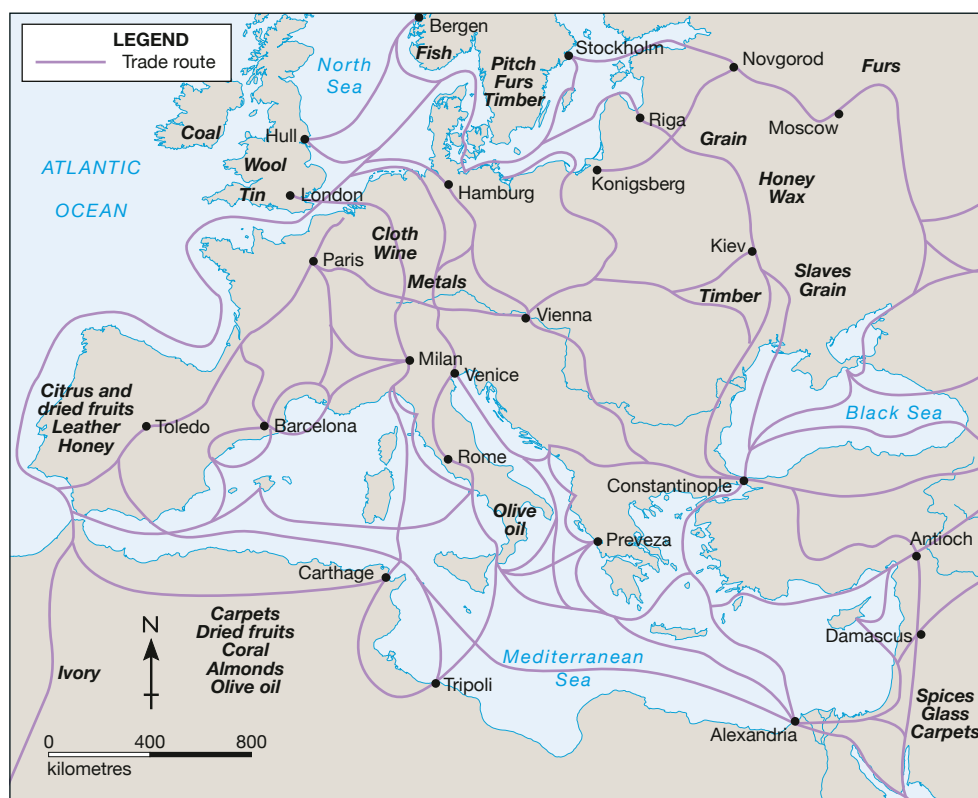 LEGEND
Trade route
Bergen
Fish
North
Sea
Pitch
Furs
Timber
Stockholm
Novgorod
Furs
Moscow
Coal
Hull
Wool
Tin
London
Riga
Grain
Konigsberg
Honey
Wax
ATLANTIC
OCEAN
Hamburg
Cloth
Wine
Paris
Metals
Kiev
Timber
Slaves
Grain
Vienna
Milan
Venice
Citrus and
dried fruits
Leather
Honey
Toledo
Barcelona
Rome
Black Sea
Constantinople
Olive
oil
Preveza
Antioch
Carthage
Carpets
Dried fruits
Coral
Almonds
Olive oil
N
Ivory
Mediterranean
Sea
Damascus
Tripoli
Alexandria
Spices
Glass
Carpets
0 400 800
kilometres